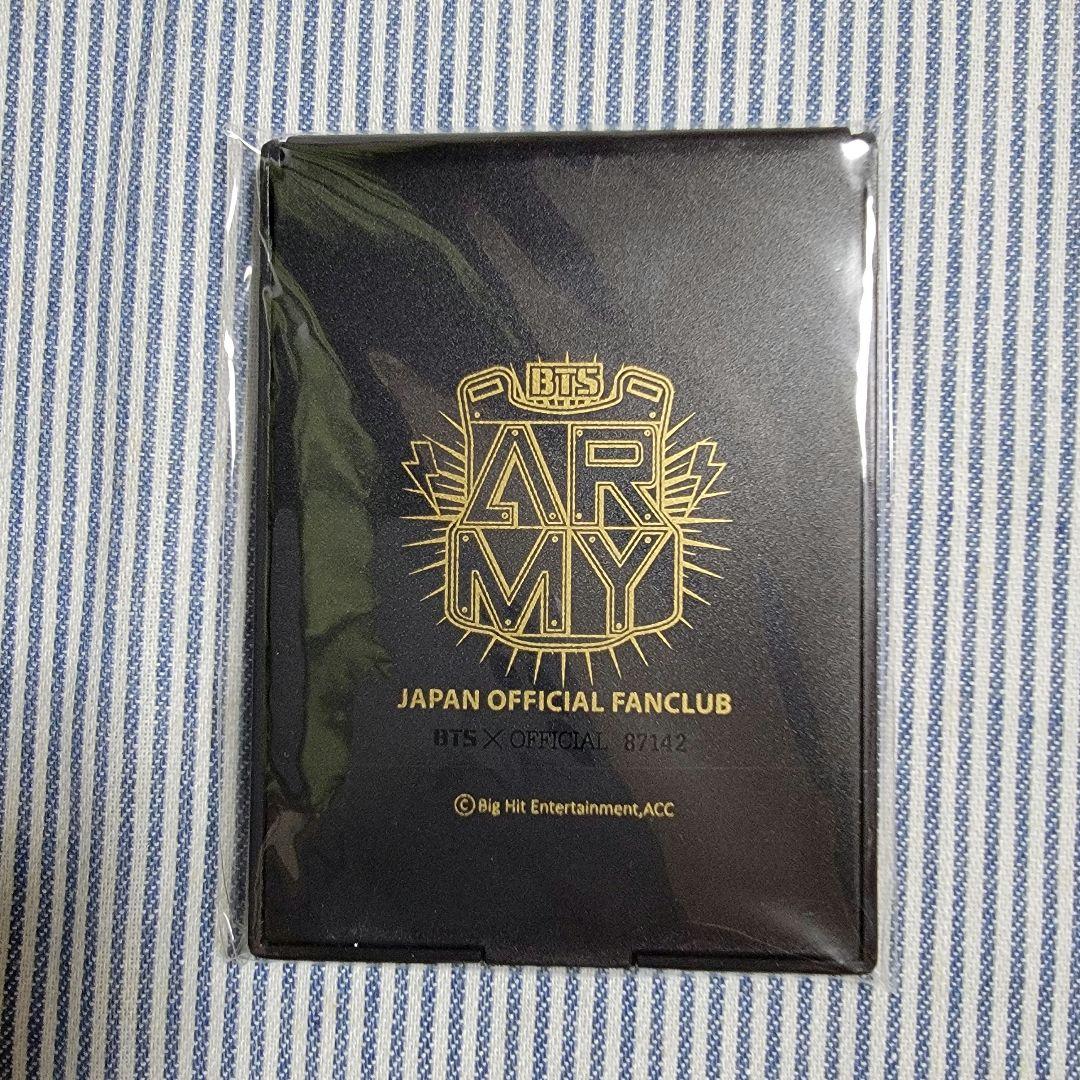 BTS
AR
MY
JAPAN OFFICIAL FANCLUB
BTS × OFFICIAL 87142
©Big Hit Entertainment,ACC